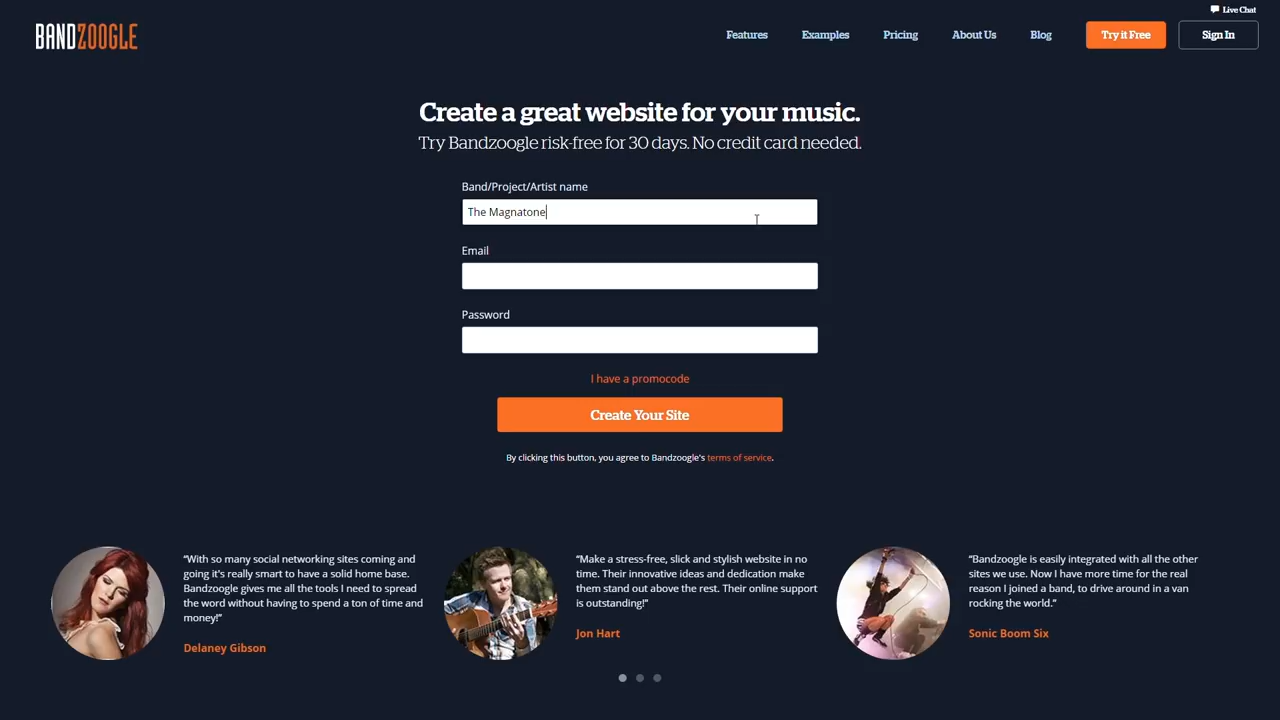 Live Chat
BANDZOOGLE
Features
Examples
Pricing
About Us
Blog
Try it Free
Sign In
Create a great website for your music.
Try Bandzoogle risk-free for 30 days. No credit card needed.
Band/Project/Artist name
The Magnatone
Email
Password
I have a promocode
Create Your Site
By clicking this button, you agree to Bandzoogle's terms of service.
“With so many social networking sites coming and
going it's really smart to have a solid home base.
Bandzoogle gives me all the tools I need to spread
the word without having to spend a ton of time and
money!”
Delaney Gibson
“Make a stress-free, slick and stylish website in no
time. Their innovative ideas and dedication make
them stand out above the rest. Their online support
is outstanding!”
Jon Hart
“Bandzoogle is easily integrated with all the other
sites we use. Now I have more time for the real
reason I joined a band, to drive around in a van
rocking the world.”
Sonic Boom Six